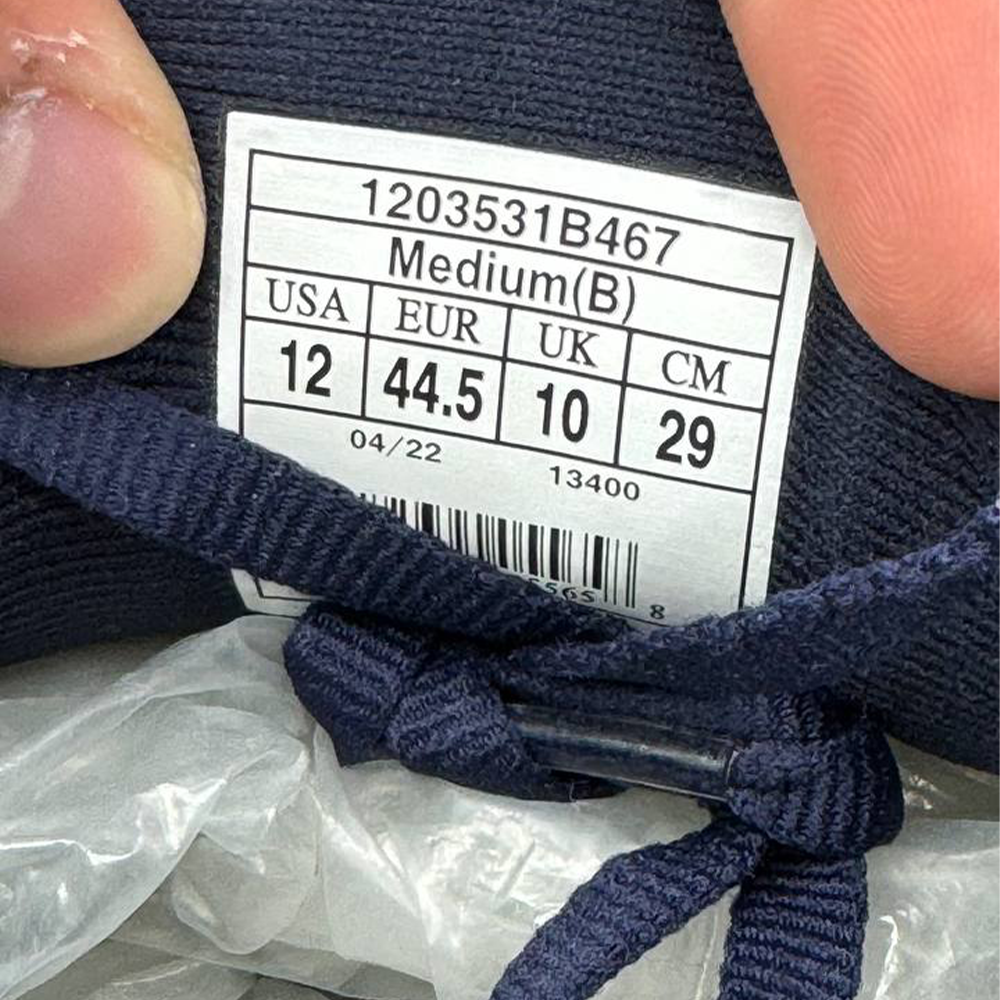 1203531B467
Medium(B)
USA EUR UK CM
12 44.5 10 29
04/22 13400
8